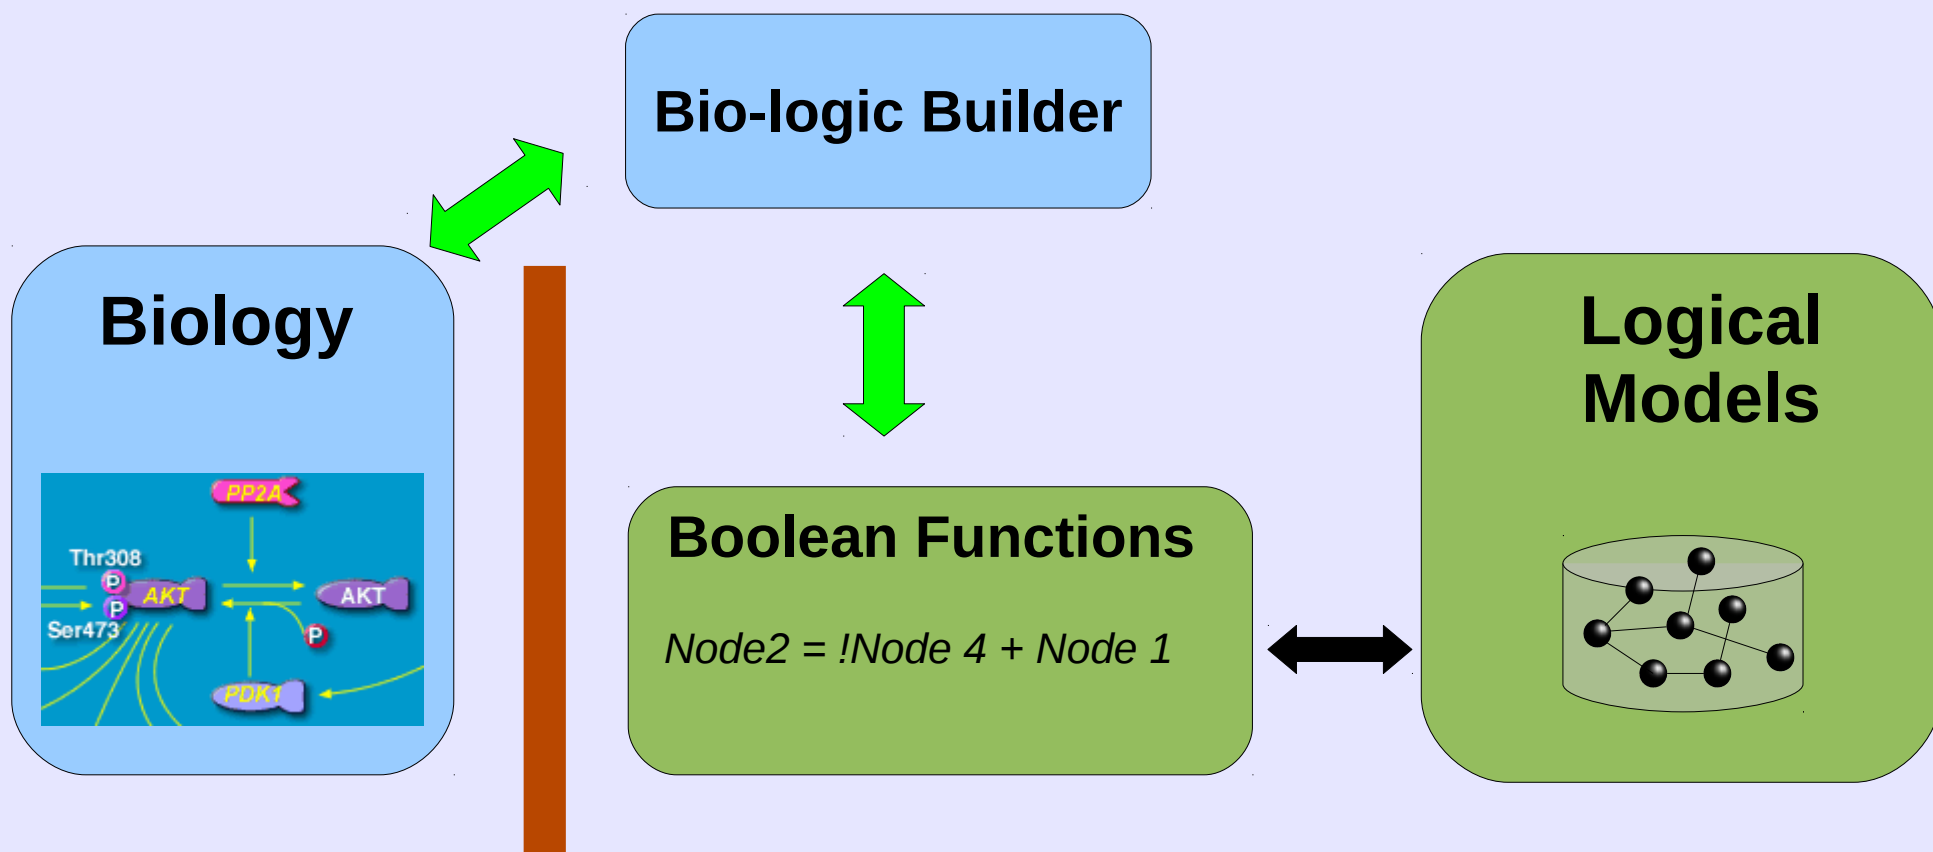 Bio-logic Builder
Biology
PP2A
Thr308
P
AKT
AKT
P
Ser473
P
PDK1
Boolean Functions
Node2 = !Node 4 + Node 1
Logical
Models